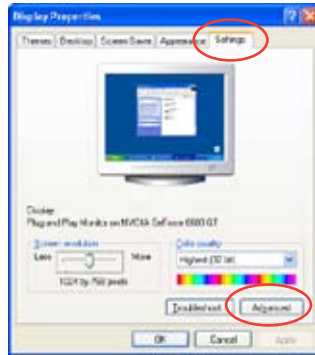 Display Properties
Themes Desktop Screen Saver Appearance Settings
Display:
Plug and Play Monitor on NVIDIA GeForce 6600 GT
Screen resolution
Less More
1024 by 768 pixels
Color quality
Highest (32 bit)
Troubleshoot... Advanced
OK Cancel Apply